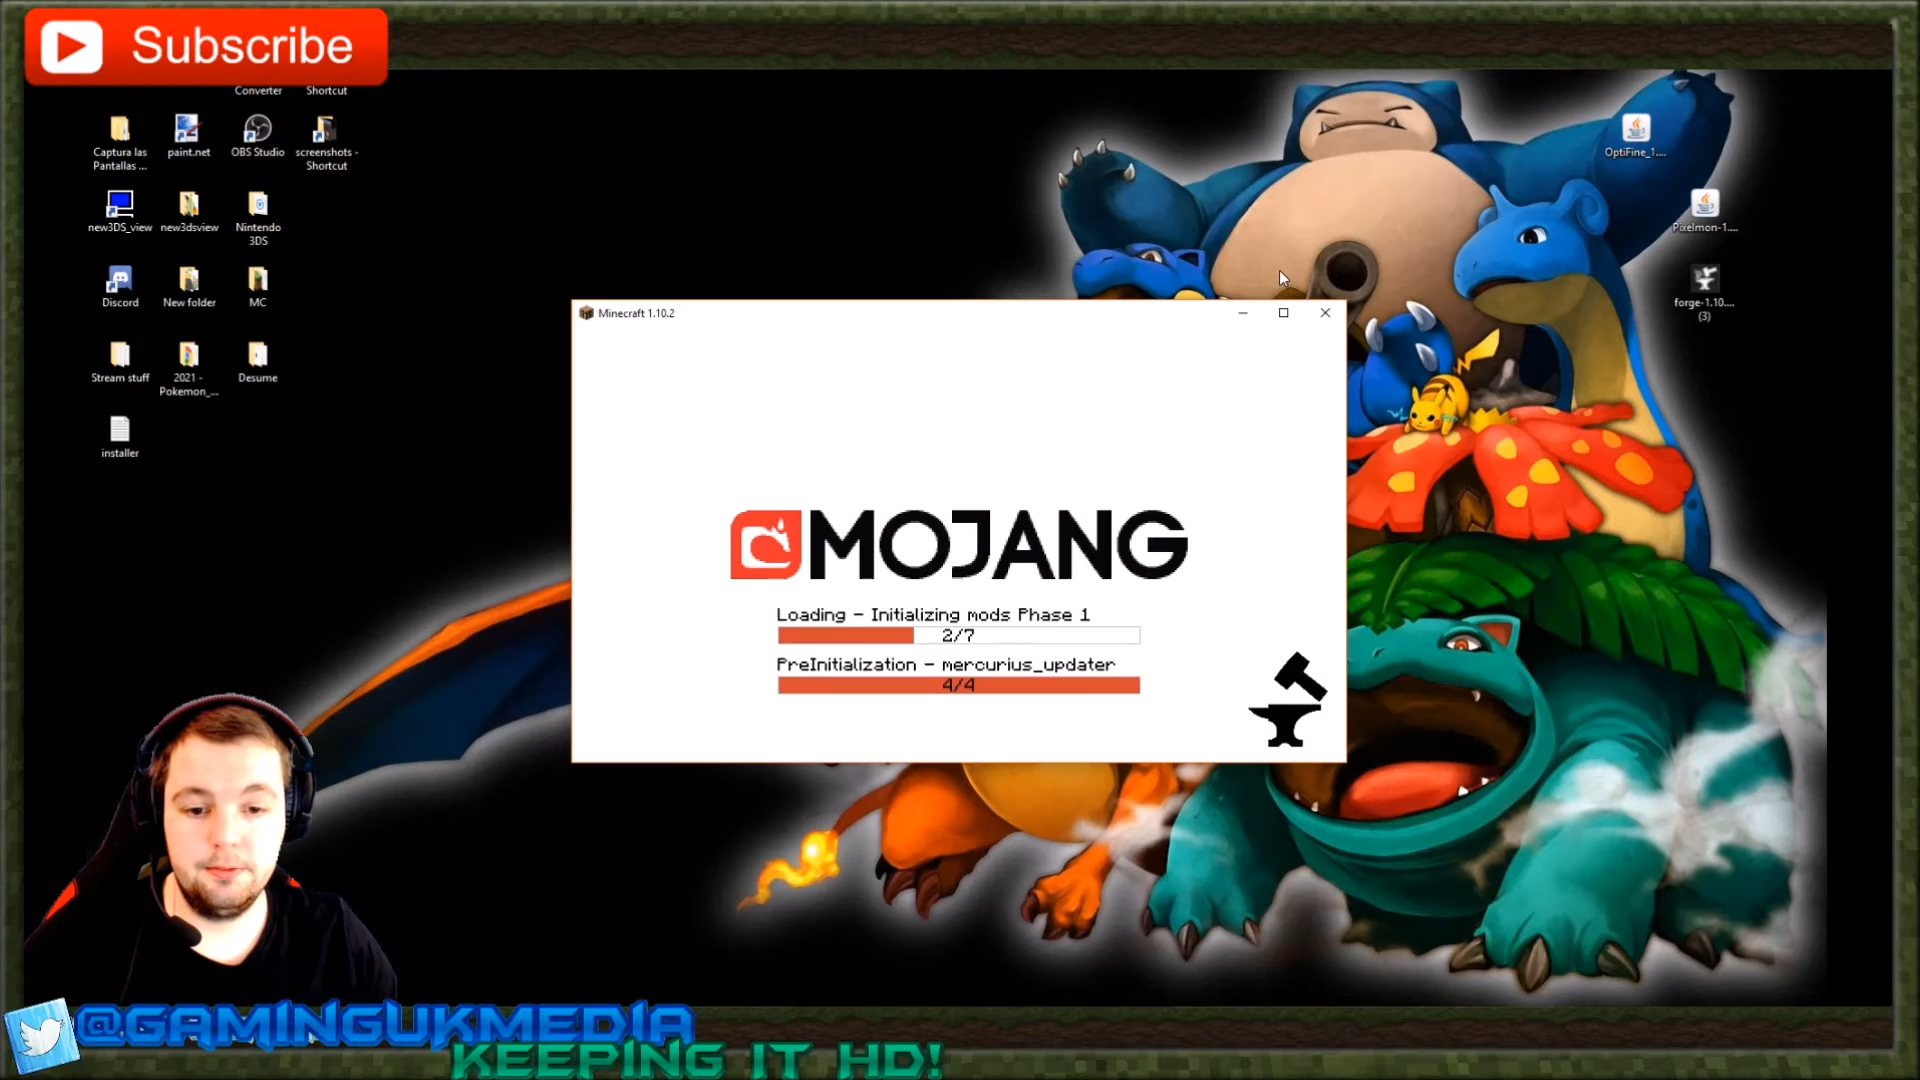 Subscribe
Converter
Shortcut
Captura las
Pantallas ...
paint.net
OBS Studio
screenshots -
Shortcut
OptiFine_1....
new3DS_view
new3dsview
Nintendo
3DS
Pixelmon-1....
Discord
New folder
MC
forge-1.10....
(3)
Minecraft 1.10.2
Stream stuff
2021 -
Pokemon_...
Desume
installer
MOJANG
Loading - Initializing mods Phase 1
2/7
PreInitialization - mercurius_updater
4/4
@GAMINGUKMEDIA
KEEPING IT HD!